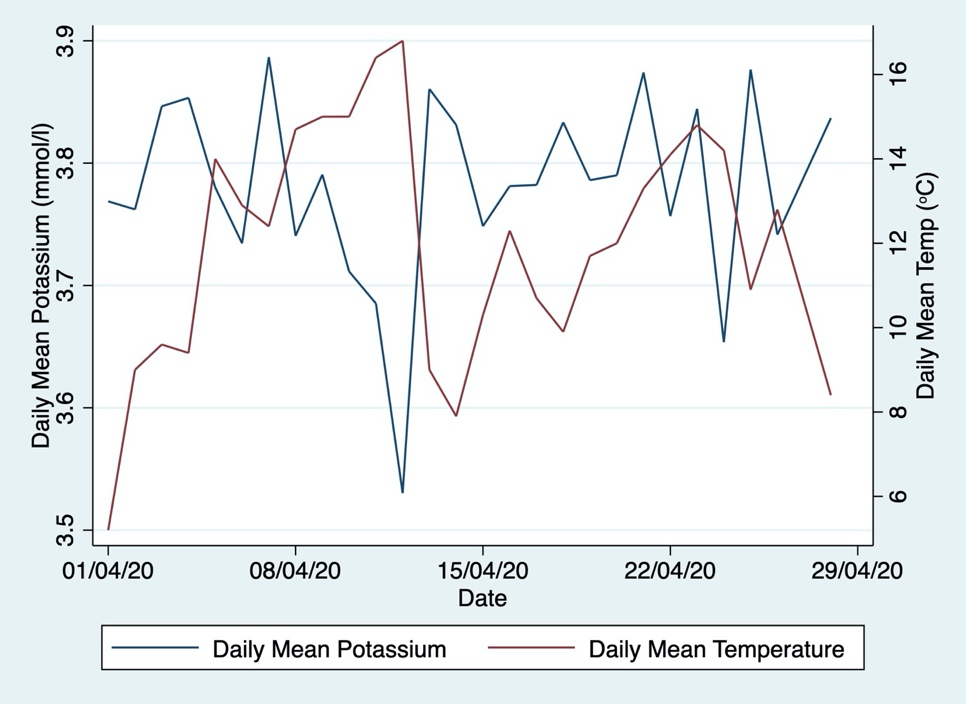 Daily Mean Potassium (mmol/l)
3.9
3.8
3.7
3.6
3.5
16
14
12
10
8
6
Daily Mean Temp (ºC)
01/04/20 08/04/20 15/04/20 22/04/20 29/04/20
Date
Daily Mean Potassium Daily Mean Temperature